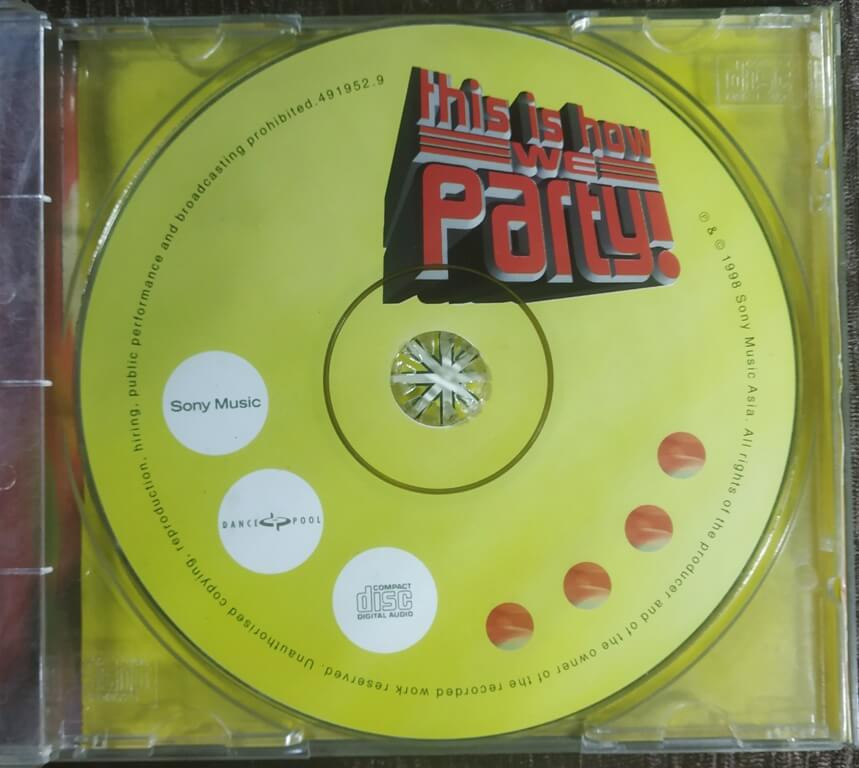 this is how
WE
Party!
℗ & © 1998 Sony Music Asia. All rights of the producer and of the owner of the recorded work reserved. Unauthorised copying, reproduction, hiring, public performance and broadcasting prohibited.491952.9
Sony Music
DANCE POOL
COMPACT
disc
DIGITAL AUDIO